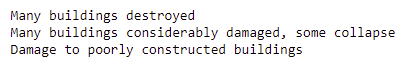 Many buildings destroyed
Many buildings considerably damaged, some collapse
Damage to poorly constructed buildings